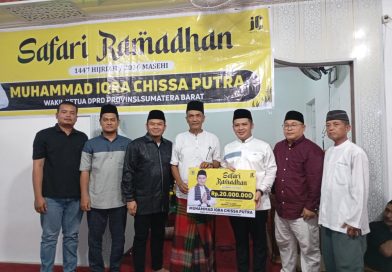 Safari Ramadhan
1447 HIJRIAH / 2026 MASEHI
MUHAMMAD IQRA CHISSA PUTRA
WAKIL KETUA DPRD PROVINSI SUMATERA BARAT
Safari
Ramadhan
Rp.20.000.000
MUHAMMAD IQRA CHISSA PUTRA